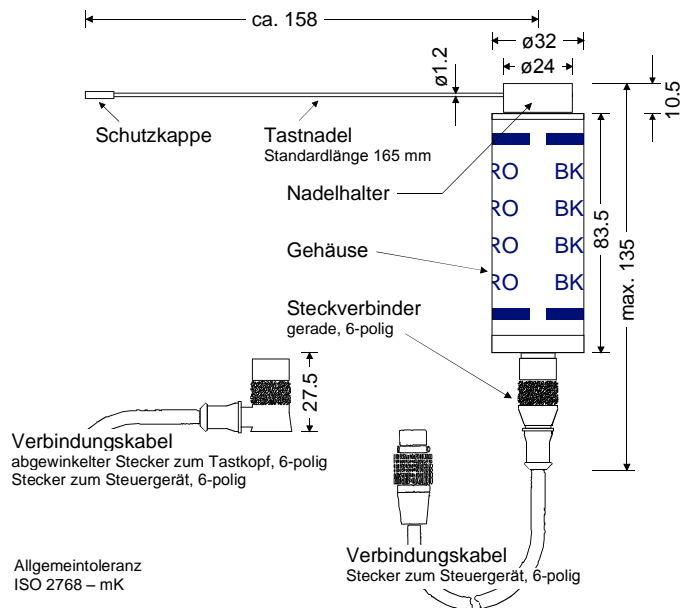 ca. 158
ø32
ø24
ø1.2
10.5
Schutzkappe
Tastnadel
Standardlänge 165 mm
Nadelhalter
RO BK
RO BK
RO BK
RO BK
Gehäuse
83.5
max. 135
Steckverbinder
gerade, 6-polig
27.5
Verbindungskabel
abgewinkelter Stecker zum Tastkopf, 6-polig
Stecker zum Steuergerät, 6-polig
Verbindungskabel
Stecker zum Steuergerät, 6-polig
Allgemeintoleranz
ISO 2768 – mK